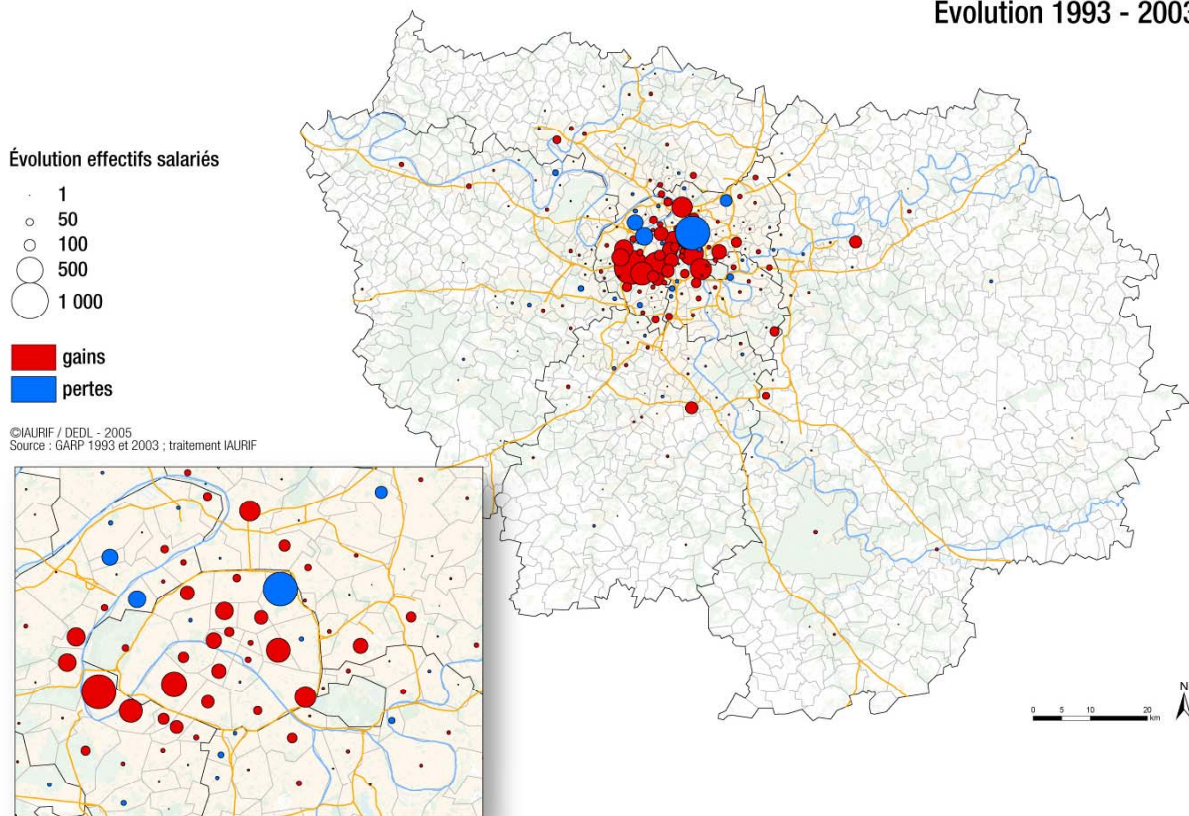 Evolution 1993 - 2003
Évolution effectifs salariés
1
50
100
500
1 000
gains
pertes
©IAURIF / DEDL - 2005
Source : GARP 1993 et 2003 ; traitement IAURIF
N
0 5 10 20
km